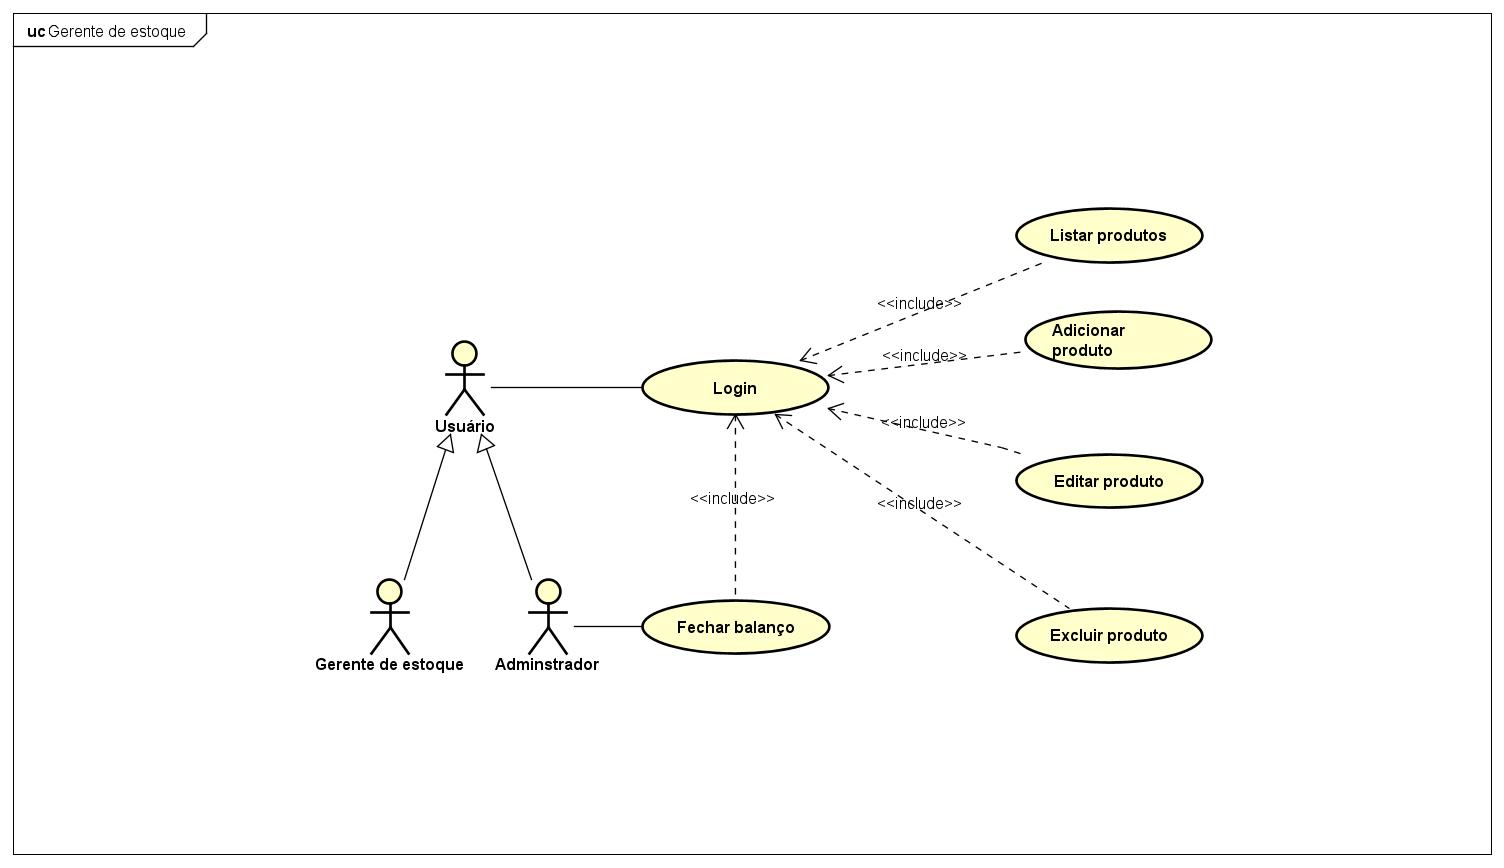 uc Gerente de estoque
Listar produtos
<<include>>
Adicionar
produto
<<include>>
Login
Usuário
<<include>>
Editar produto
<<include>>
<<include>>
Fechar balanço
Excluir produto
Gerente de estoque
Adminstrador